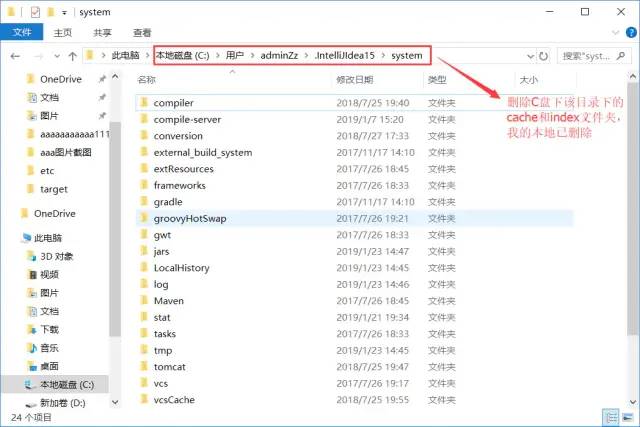 system
文件
主页
共享
查看
此电脑 > 本地磁盘 (C:) > 用户 > adminZz > .IntelliJIdea15 > system
搜索"syst...
OneDrive
文档
图片
aaaaaaaaaaa111
aaa图片截图
etc
target
OneDrive
此电脑
3D 对象
视频
图片
文档
下载
音乐
桌面
本地磁盘 (C:)
新加卷 (D:)
名称 修改日期 类型 大小
compiler 2018/7/25 19:40 文件夹
compile-server 2019/1/7 15:20 文件夹
conversion 2018/8/27 17:33 文件夹
external_build_system 2017/11/17 14:10 文件夹
extResources 2017/7/26 18:45 文件夹
frameworks 2017/7/26 18:33 文件夹
gradle 2017/11/17 14:10 文件夹
groovyHotSwap 2017/7/26 19:21 文件夹
gwt 2017/7/26 18:33 文件夹
jars 2019/1/23 14:47 文件夹
LocalHistory 2019/1/23 14:47 文件夹
log 2019/1/23 14:46 文件夹
Maven 2017/7/26 18:45 文件夹
stat 2019/1/21 19:34 文件夹
tasks 2017/7/26 18:33 文件夹
tmp 2019/1/23 14:45 文件夹
tomcat 2018/7/25 19:47 文件夹
vcs 2017/7/26 19:17 文件夹
vcsCache 2018/7/25 19:55 文件夹
删除C盘下该目录下的
cache和index文件夹，
我的本地已删除
24 个项目